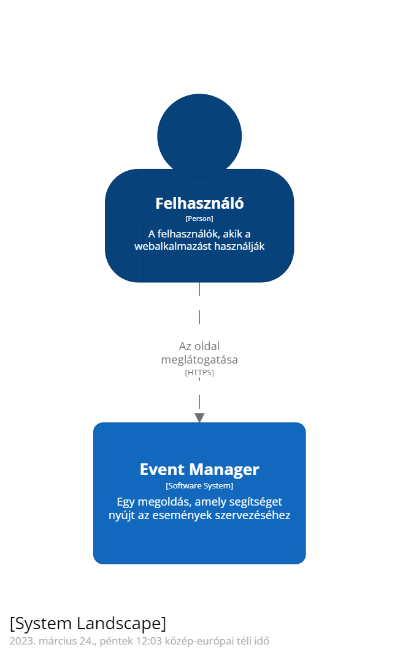 Felhasználó
[Person]
A felhasználók, akik a
webalkalmazást használják
Az oldal
meglátogatása
[HTTPS]
Event Manager
[Software System]
Egy megoldás, amely segítséget
nyújt az események szervezéséhez
[System Landscape]
2023. március 24., péntek 12:03 közép-európai téli idő